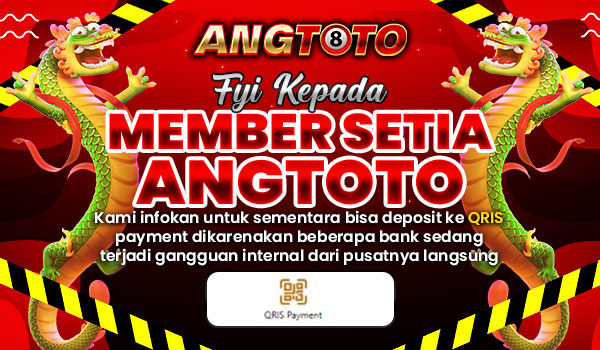 ANGTOTO
8
Fyi Kepada
MEMBER SETIA
ANGTOTO
Kami infokan untuk sementara bisa deposit ke QRIS
payment dikarenakan beberapa bank sedang
terjadi gangguan internal dari pusatnya langsung
QRIS Payment